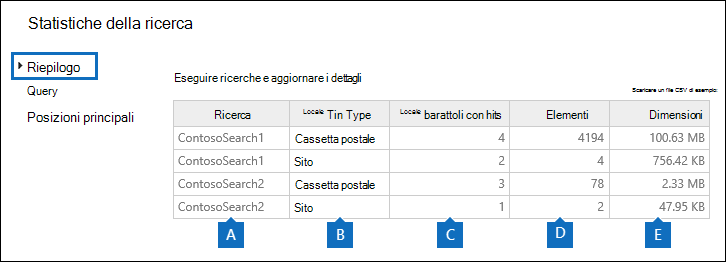 Statistiche della ricerca
Riepilogo
Query
Posizioni principali
Eseguire ricerche e aggiornare i dettagli
Scaricare un file CSV di esempio:
Ricerca Locale Tin Type Locale barattoli con hits Elementi Dimensioni
ContosoSearch1 Cassetta postale 4 4194 100.63 MB
ContosoSearch1 Sito 2 4 756.42 KB
ContosoSearch2 Cassetta postale 3 78 2.33 MB
ContosoSearch2 Sito 1 2 47.95 KB
A B C D E